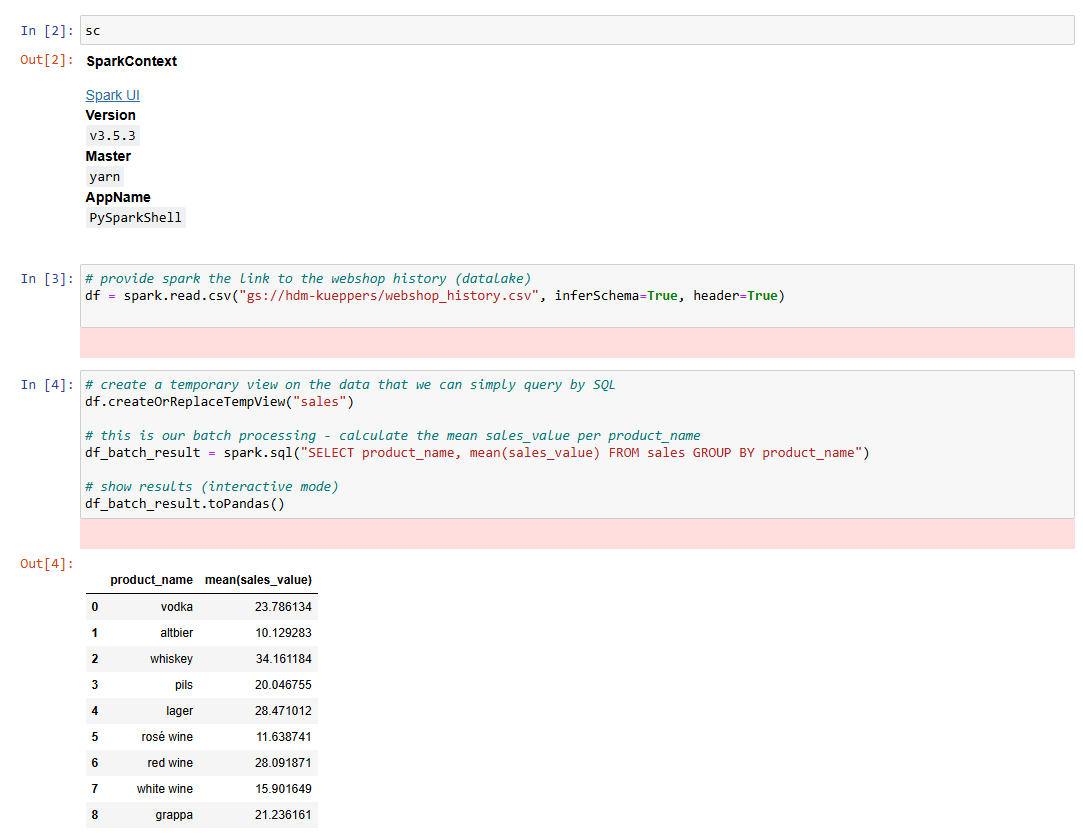 In [2]: sc
Out[2]: SparkContext
Spark UI
Version
v3.5.3
Master
yarn
AppName
PySparkShell
In [3]: # provide spark the link to the webshop history (datalake)
df = spark.read.csv("gs://hdm-kueppers/webshop_history.csv", inferSchema=True, header=True)
In [4]: # create a temporary view on the data that we can simply query by SQL
df.createOrReplaceTempView("sales")
# this is our batch processing - calculate the mean sales_value per product_name
df_batch_result = spark.sql("SELECT product_name, mean(sales_value) FROM sales GROUP BY product_name")
# show results (interactive mode)
df_batch_result.toPandas()
Out[4]:
product_name mean(sales_value)
0 vodka 23.786134
1 altbier 10.129283
2 whiskey 34.161184
3 pils 20.046755
4 lager 28.471012
5 rosé wine 11.638741
6 red wine 28.091871
7 white wine 15.901649
8 grappa 21.236161